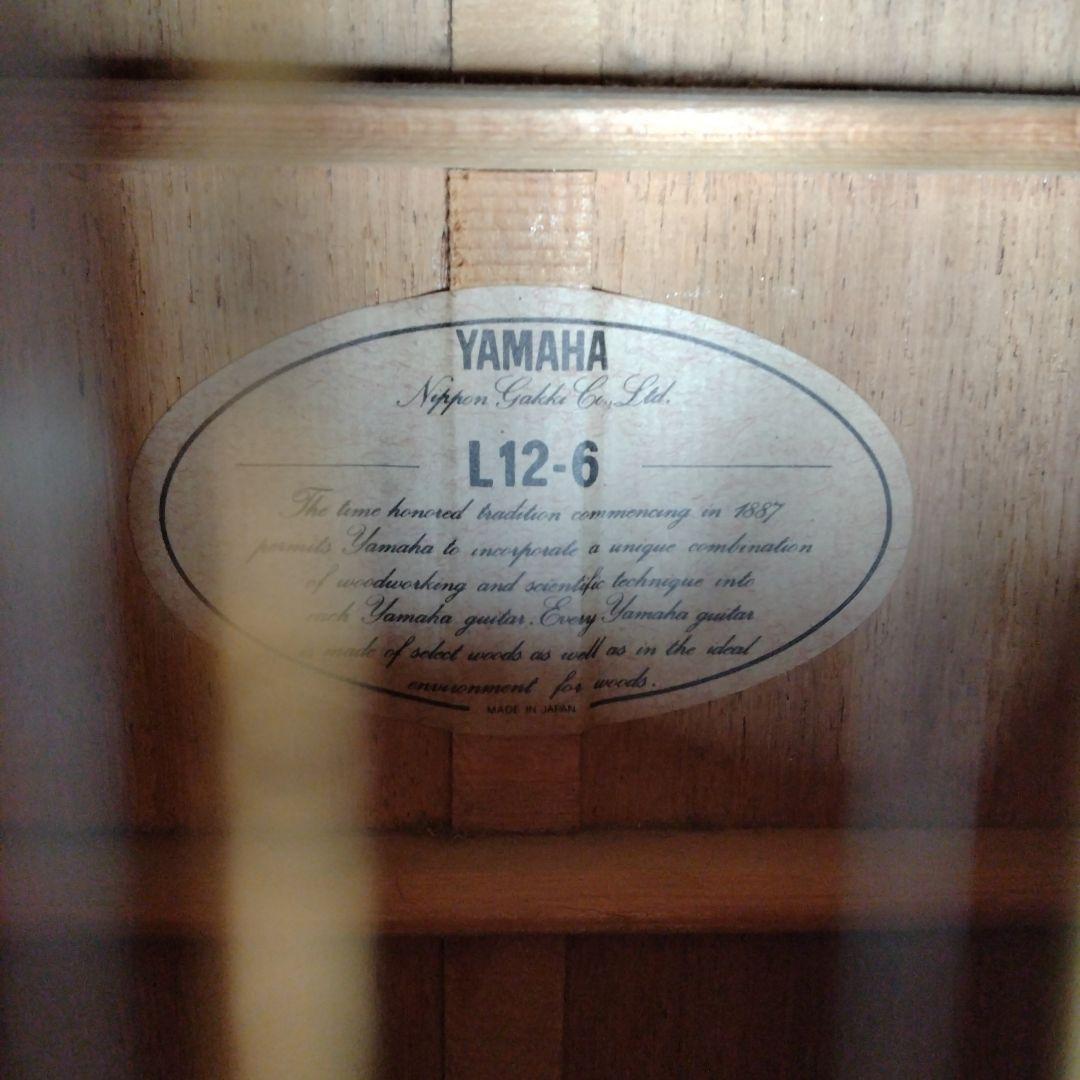 YAMAHA
Nippon Gakki Co., Ltd.
L12-6
The time honored tradition commencing in 1887
permits Yamaha to incorporate a unique combination
of woodworking and scientific technique into
each Yamaha guitar. Every Yamaha guitar
is made of select woods as well as in the ideal
environment for woods.
MADE IN JAPAN